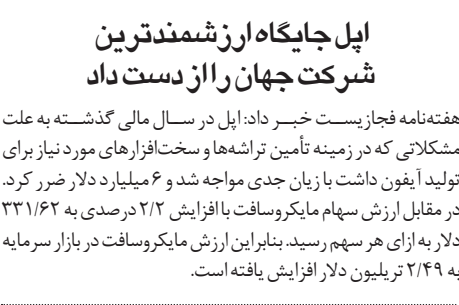 اپل جایگاه ارزشمندترین
شرکت جهان را از دست داد
هفته‌نامه فجازیست خبر داد: اپل در سال مالی گذشته به علت
مشکلاتی که در زمینه تأمین تراشه‌ها و سخت‌افزارهای مورد نیاز برای
تولید آیفون داشت با زیان جدی مواجه شد و ۶ میلیارد دلار ضرر کرد.
در مقابل ارزش سهام مایکروسافت با افزایش ۲/۲ درصدی به ۳۳۱/۶۲
دلار به ازای هر سهم رسید. بنابراین ارزش مایکروسافت در بازار سرمایه
به ۲/۴۹ تریلیون دلار افزایش یافته است.